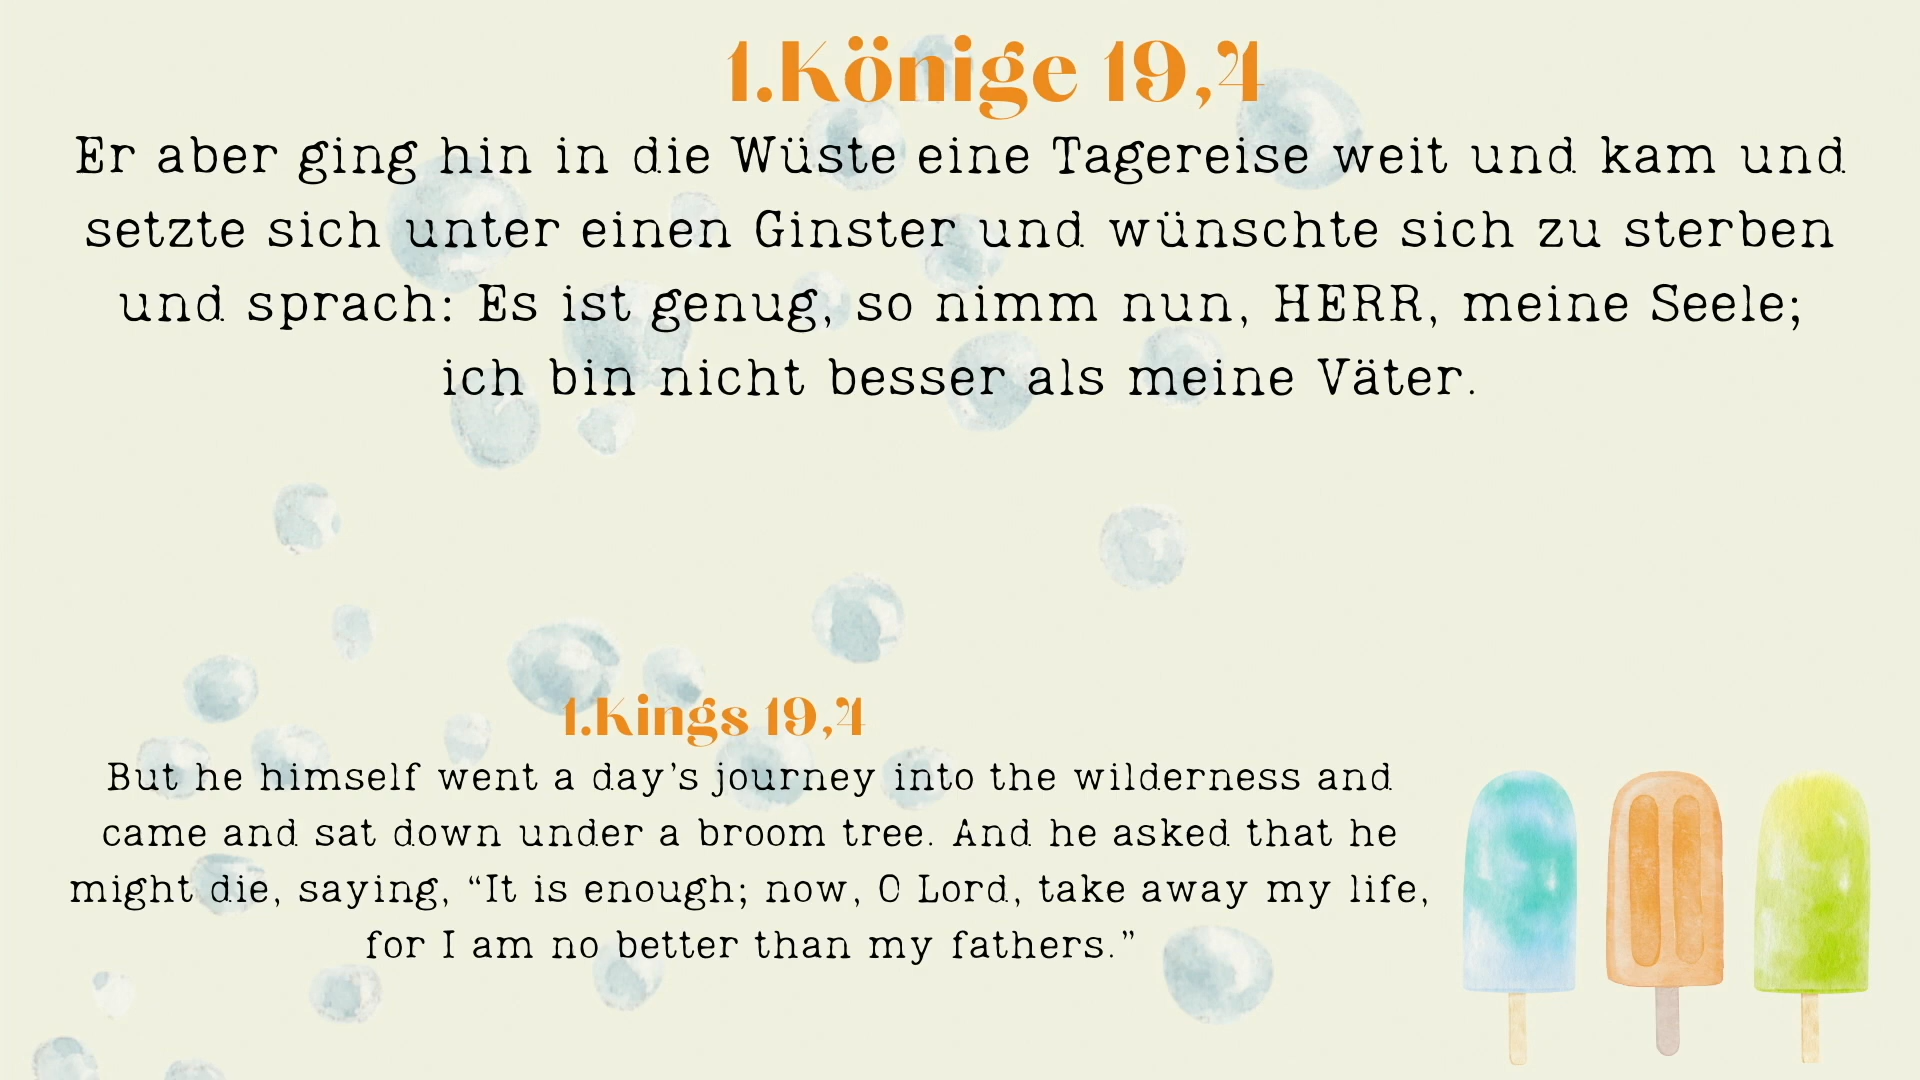 1.Könige 19,4
Er aber ging hin in die Wüste eine Tagereise weit und kam und
setzte sich unter einen Ginster und wünschte sich zu sterben
und sprach: Es ist genug, so nimm nun, HERR, meine Seele;
ich bin nicht besser als meine Väter.
1.Kings 19,4
But he himself went a day’s journey into the wilderness and
came and sat down under a broom tree. And he asked that he
might die, saying, “It is enough; now, O Lord, take away my life,
for I am no better than my fathers.”